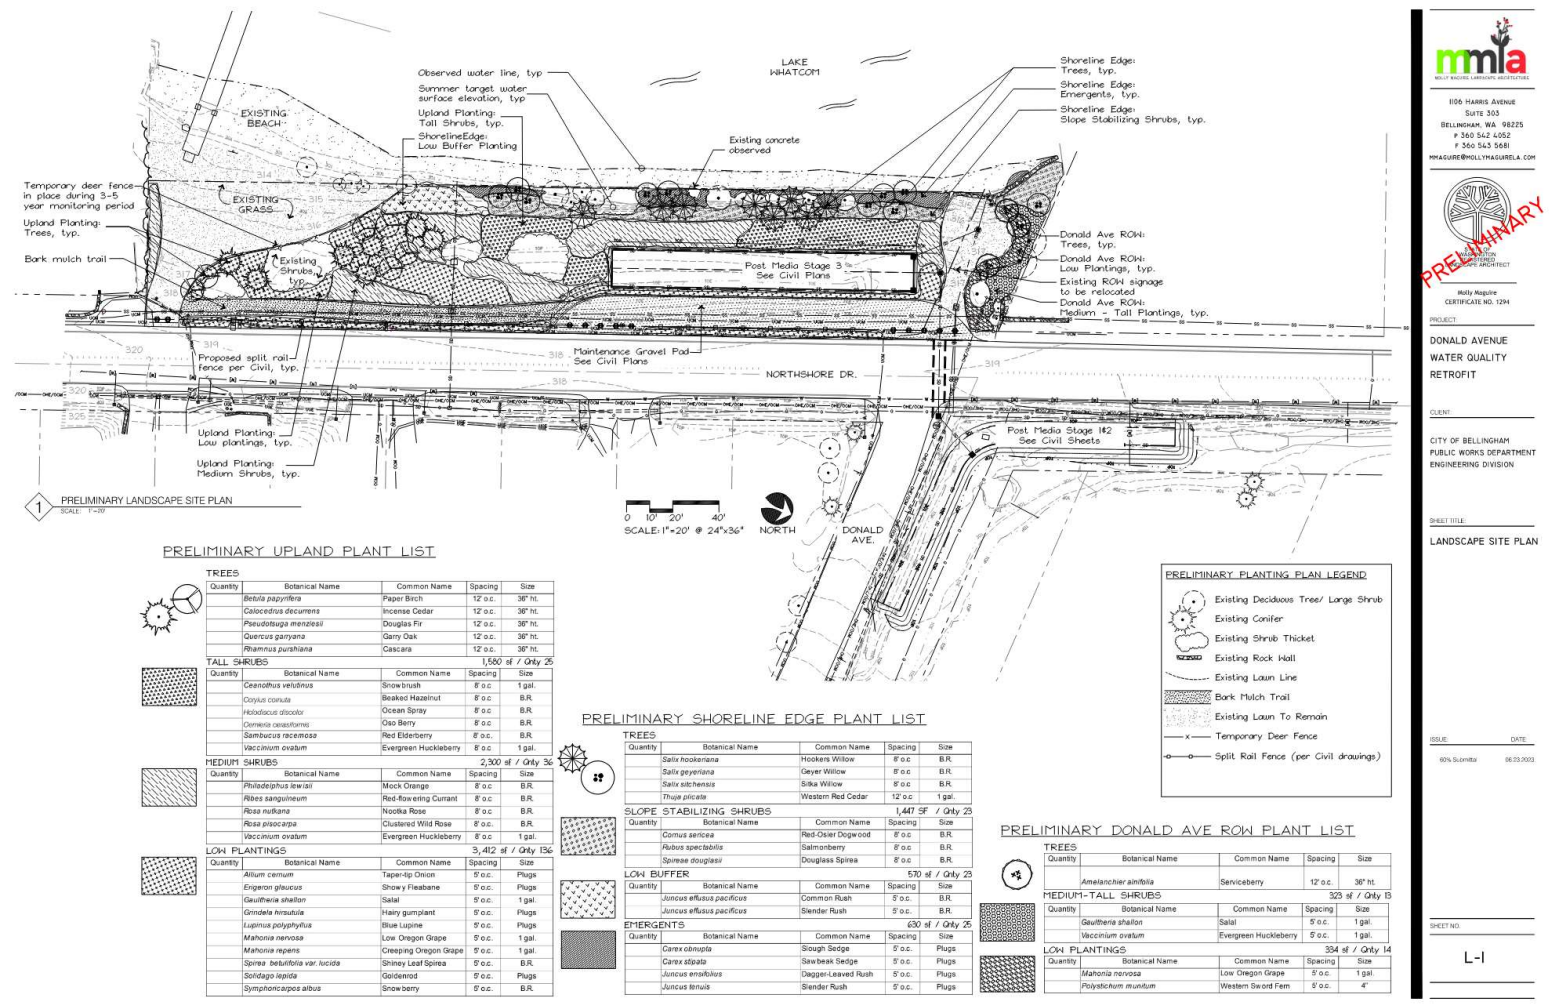 LAKE
WHATCOM
Observed water line, typ
Summer target water
surface elevation, typ
Upland Planting:
Tall Shrubs, typ.
ShorelineEdge:
Low Buffer Planting
EXISTING
BEACH
Existing concrete
observed
Shoreline Edge:
Trees, typ.
Shoreline Edge:
Emergents, typ.
Shoreline Edge:
Slope Stabilizing Shrubs, typ.
Temporary deer fence
in place during 3-5
year monitoring period
Upland Planting:
Trees, typ.
Bark mulch trail
EXISTING
GRASS
Existing
Shrubs,
typ.
314
315
316
317
318
Post Media Stage 3
See Civil Plans
Donald Ave ROW:
Trees, typ.
Donald Ave ROW:
Low Plantings, typ.
Existing ROW signage
to be relocated
Donald Ave ROW:
Medium - Tall Plantings, typ.
320
319
318
319
Proposed split rail
fence per Civil, typ.
Maintenance Gravel Pad
See Civil Plans
NORTHSHORE DR.
318
320
325
Upland Planting:
Low plantings, typ.
Upland Planting:
Medium Shrubs, typ.
Post Media Stage 1&2
See Civil Sheets
1
PRELIMINARY LANDSCAPE SITE PLAN
SCALE: 1"=20'
0 10' 20' 40'
SCALE: 1"=20' @ 24"x36"
NORTH
DONALD
AVE.
PRELIMINARY UPLAND PLANT LIST
TREES
Quantity Botanical Name Common Name Spacing Size
Betula papyrifera Paper Birch 12' o.c. 36" ht.
Calocedrus decurrens Incense Cedar 12' o.c. 36" ht.
Pseudotsuga menziesii Douglas Fir 12' o.c. 36" ht.
Quercus garryana Garry Oak 12' o.c. 36" ht.
Rhamnus purshiana Cascara 12' o.c. 36" ht.
TALL SHRUBS 1,580 sf / Qnty 25
Quantity Botanical Name Common Name Spacing Size
Ceanothus velutinus Snowbrush 8' o.c 1 gal.
Corylus cornuta Beaked Hazelnut 8' o.c B.R.
Holodiscus discolor Ocean Spray 8' o.c B.R.
Oemleria cerasiformis Oso Berry 8' o.c B.R.
Sambucus racemosa Red Elderberry 8' o.c. B.R.
Vaccinium ovatum Evergreen Huckleberry 8' o.c 1 gal.
MEDIUM SHRUBS 2,300 sf / Qnty 36
Quantity Botanical Name Common Name Spacing Size
Philadelphus lewisii Mock Orange 8' o.c B.R.
Ribes sanguineum Red-flowering Currant 8' o.c B.R.
Rosa nutkana Nootka Rose 8' o.c B.R.
Rosa pisocarpa Clustered Wild Rose 8' o.c B.R.
Vaccinium ovatum Evergreen Huckleberry 8' o.c 1 gal.
LOW PLANTINGS 3,412 sf / Qnty 136
Quantity Botanical Name Common Name Spacing Size
Allium cernum Taper-tip Onion 5' o.c. Plugs
Erigeron glaucus Showy Fleabane 5' o.c. Plugs
Gaultheria shallon Salal 5' o.c. 1 gal.
Grindela hirsutula Hairy gumplant 5' o.c. Plugs
Lupinus polyphyllus Blue Lupine 5' o.c. Plugs
Mahonia nervosa Low Oregon Grape 5' o.c. 1 gal.
Mahonia repens Creeping Oregon Grape 5' o.c. 1 gal.
Spirea betulifolia var. lucida Shiney Leaf Spirea 5' o.c. B.R.
Solidago lepida Goldenrod 5' o.c. Plugs
Symphoricarpos albus Snowberry 5' o.c. B.R.
PRELIMINARY SHORELINE EDGE PLANT LIST
TREES
Quantity Botanical Name Common Name Spacing Size
Salix hookeriana Hookers Willow 8' o.c B.R.
Salix geyeriana Geyer Willow 8' o.c B.R.
Salix sitchensis Sitka Willow 8' o.c B.R.
Thuja plicata Western Red Cedar 12' o.c 1 gal.
SLOPE STABILIZING SHRUBS 1,447 SF / Qnty 23
Quantity Botanical Name Common Name Spacing Size
Cornus sericea Red-Osier Dogwood 8' o.c B.R.
Rubus spectabilis Salmonberry 8' o.c B.R.
Spireae douglasii Douglass Spirea 8' o.c B.R.
LOW BUFFER 570 sf / Qnty 23
Quantity Botanical Name Common Name Spacing Size
Juncus effusus pacificus Common Rush 5' o.c. B.R.
Juncus effusus pacificus Slender Rush 5' o.c. B.R.
EMERGENTS 630 sf / Qnty 25
Quantity Botanical Name Common Name Spacing Size
Carex obnupta Slough Sedge 5' o.c. Plugs
Carex stipata Sawbeak Sedge 5' o.c. Plugs
Juncus ensifolius Dagger-Leaved Rush 5' o.c. Plugs
Juncus tenuis Slender Rush 5' o.c. Plugs
PRELIMINARY PLANTING PLAN LEGEND
Existing Deciduous Tree/ Large Shrub
Existing Conifer
Existing Shrub Thicket
Existing Rock Wall
Existing Lawn Line
Bark Mulch Trail
Existing Lawn To Remain
Temporary Deer Fence
Split Rail Fence (per Civil drawings)
PRELIMINARY DONALD AVE ROW PLANT LIST
TREES
Quantity Botanical Name Common Name Spacing Size
Amelanchier alnifolia Serviceberry 12' o.c. 36" ht.
MEDIUM-TALL SHRUBS 323 sf / Qnty 13
Quantity Botanical Name Common Name Spacing Size
Gaultheria shallon Salal 5' o.c. 1 gal.
Vaccinium ovatum Evergreen Huckleberry 5' o.c. 1 gal.
LOW PLANTINGS 334 sf / Qnty 14
Quantity Botanical Name Common Name Spacing Size
Mahonia nervosa Low Oregon Grape 5' o.c. 1 gal.
Polystichum munitum Western Sword Fern 5' o.c. 4"
mmla
MOLLY MAGUIRE LANDSCAPE ARCHITECTURE
1106 HARRIS AVENUE
SUITE 303
BELLINGHAM, WA 98225
P 360 542 4052
F 360 543 5681
MMAGUIRE@MOLLYMAGUIRELA.COM
STATE OF
WASHINGTON
REGISTERED
LANDSCAPE ARCHITECT
PRELIMINARY
Molly Maguire
CERTIFICATE NO. 1294
PROJECT:
DONALD AVENUE
WATER QUALITY
RETROFIT
CLIENT:
CITY OF BELLINGHAM
PUBLIC WORKS DEPARTMENT
ENGINEERING DIVISION
SHEET TITLE:
LANDSCAPE SITE PLAN
ISSUE: DATE:
60% Submittal 06.23.2023
SHEET NO.
L-1